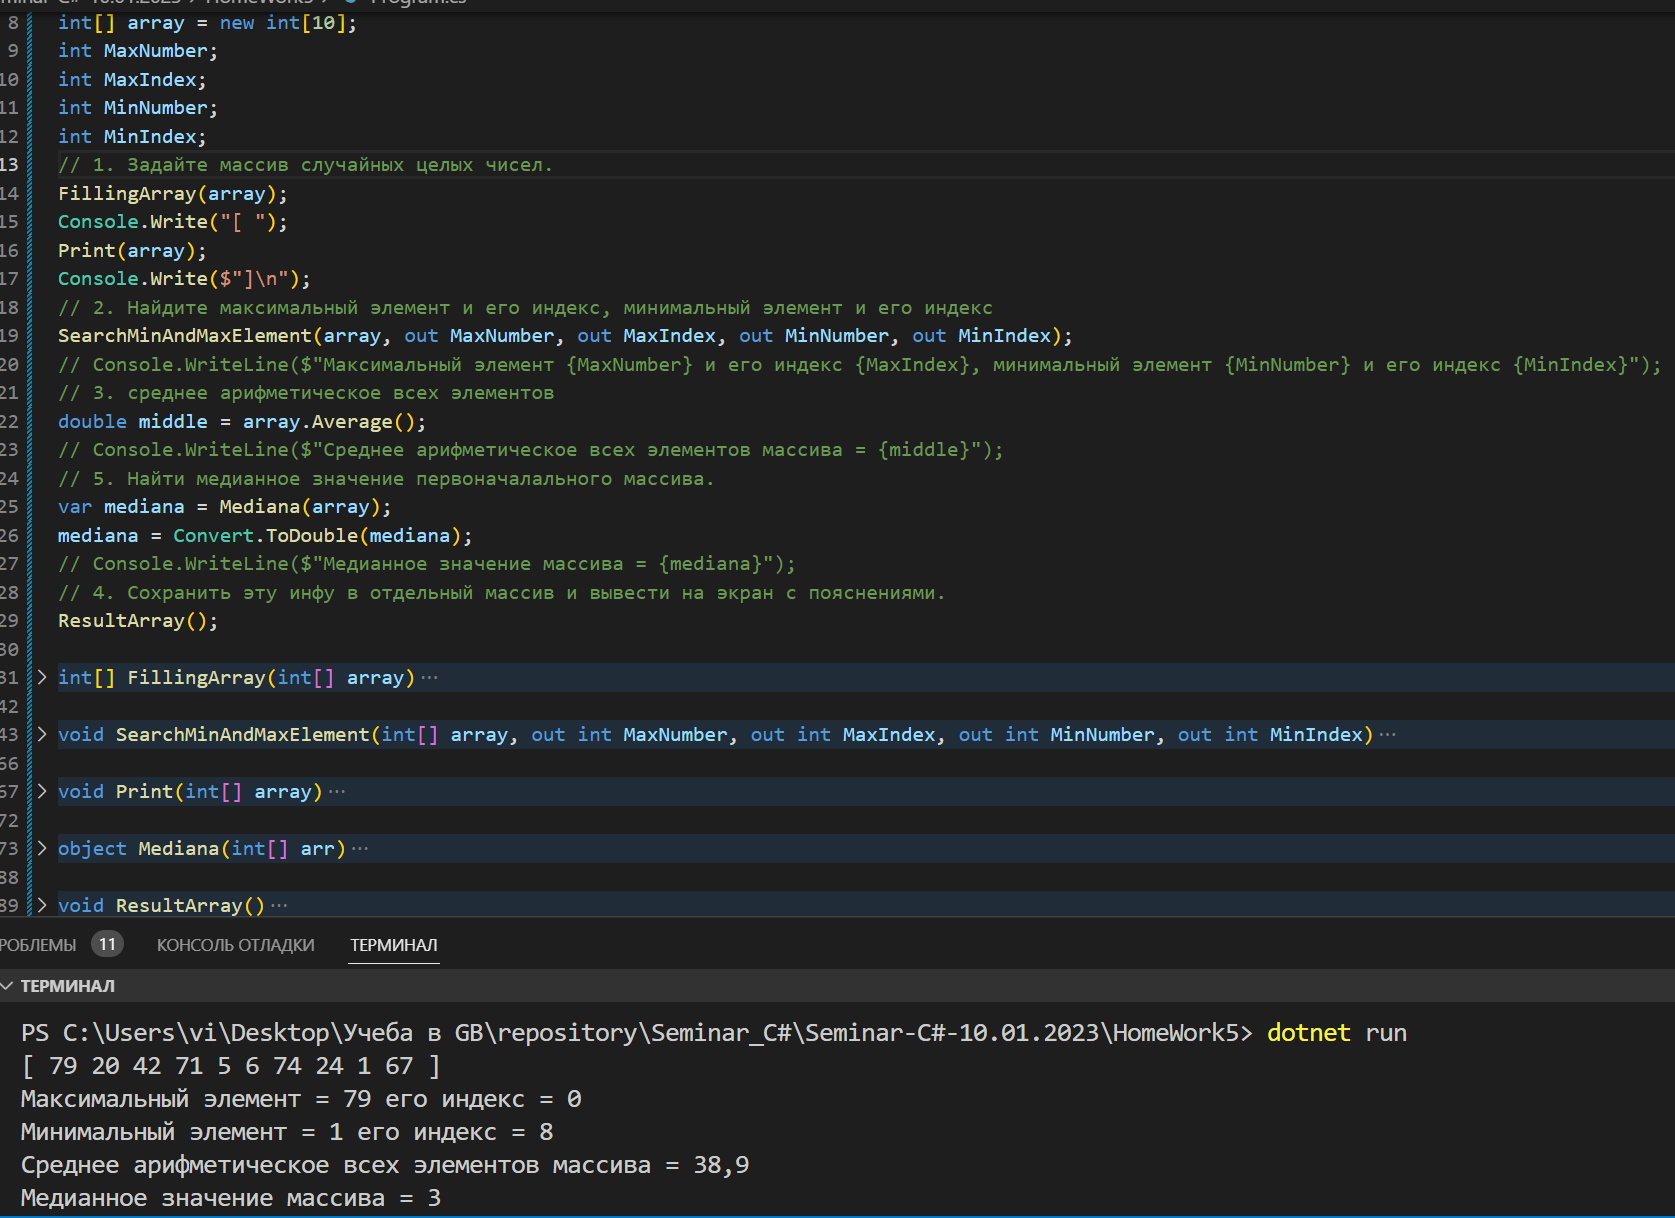 8 int[] array = new int[10];
9 int MaxNumber;
10 int MaxIndex;
11 int MinNumber;
12 int MinIndex;
13 // 1. Задайте массив случайных целых чисел.
14 FillingArray(array);
15 Console.Write("[ ");
16 Print(array);
17 Console.Write($"]\n");
18 // 2. Найдите максимальный элемент и его индекс, минимальный элемент и его индекс
19 SearchMinAndMaxElement(array, out MaxNumber, out MaxIndex, out MinNumber, out MinIndex);
20 // Console.WriteLine($"Максимальный элемент {MaxNumber} и его индекс {MaxIndex}, минимальный элемент {MinNumber} и его индекс {MinIndex}");
21 // 3. среднее арифметическое всех элементов
22 double middle = array.Average();
23 // Console.WriteLine($"Среднее арифметическое всех элементов массива = {middle}");
24 // 5. Найти медианное значение первоначалального массива.
25 var mediana = Mediana(array);
26 mediana = Convert.ToDouble(mediana);
27 // Console.WriteLine($"Медианное значение массива = {mediana}");
28 // 4. Сохранить эту инфу в отдельный массив и вывести на экран с пояснениями.
29 ResultArray();
30
31 > int[] FillingArray(int[] array)···
42
43 > void SearchMinAndMaxElement(int[] array, out int MaxNumber, out int MaxIndex, out int MinNumber, out int MinIndex)···
66
67 > void Print(int[] array)···
72
73 > object Mediana(int[] arr)···
88
89 > void ResultArray()···
РОБЛЕМЫ 11 КОНСОЛЬ ОТЛАДКИ ТЕРМИНАЛ
ТЕРМИНАЛ
PS C:\Users\vi\Desktop\Учеба в GB\repository\Seminar_C#\Seminar-C#-10.01.2023\HomeWork5> dotnet run
[ 79 20 42 71 5 6 74 24 1 67 ]
Максимальный элемент = 79 его индекс = 0
Минимальный элемент = 1 его индекс = 8
Среднее арифметическое всех элементов массива = 38,9
Медианное значение массива = 3